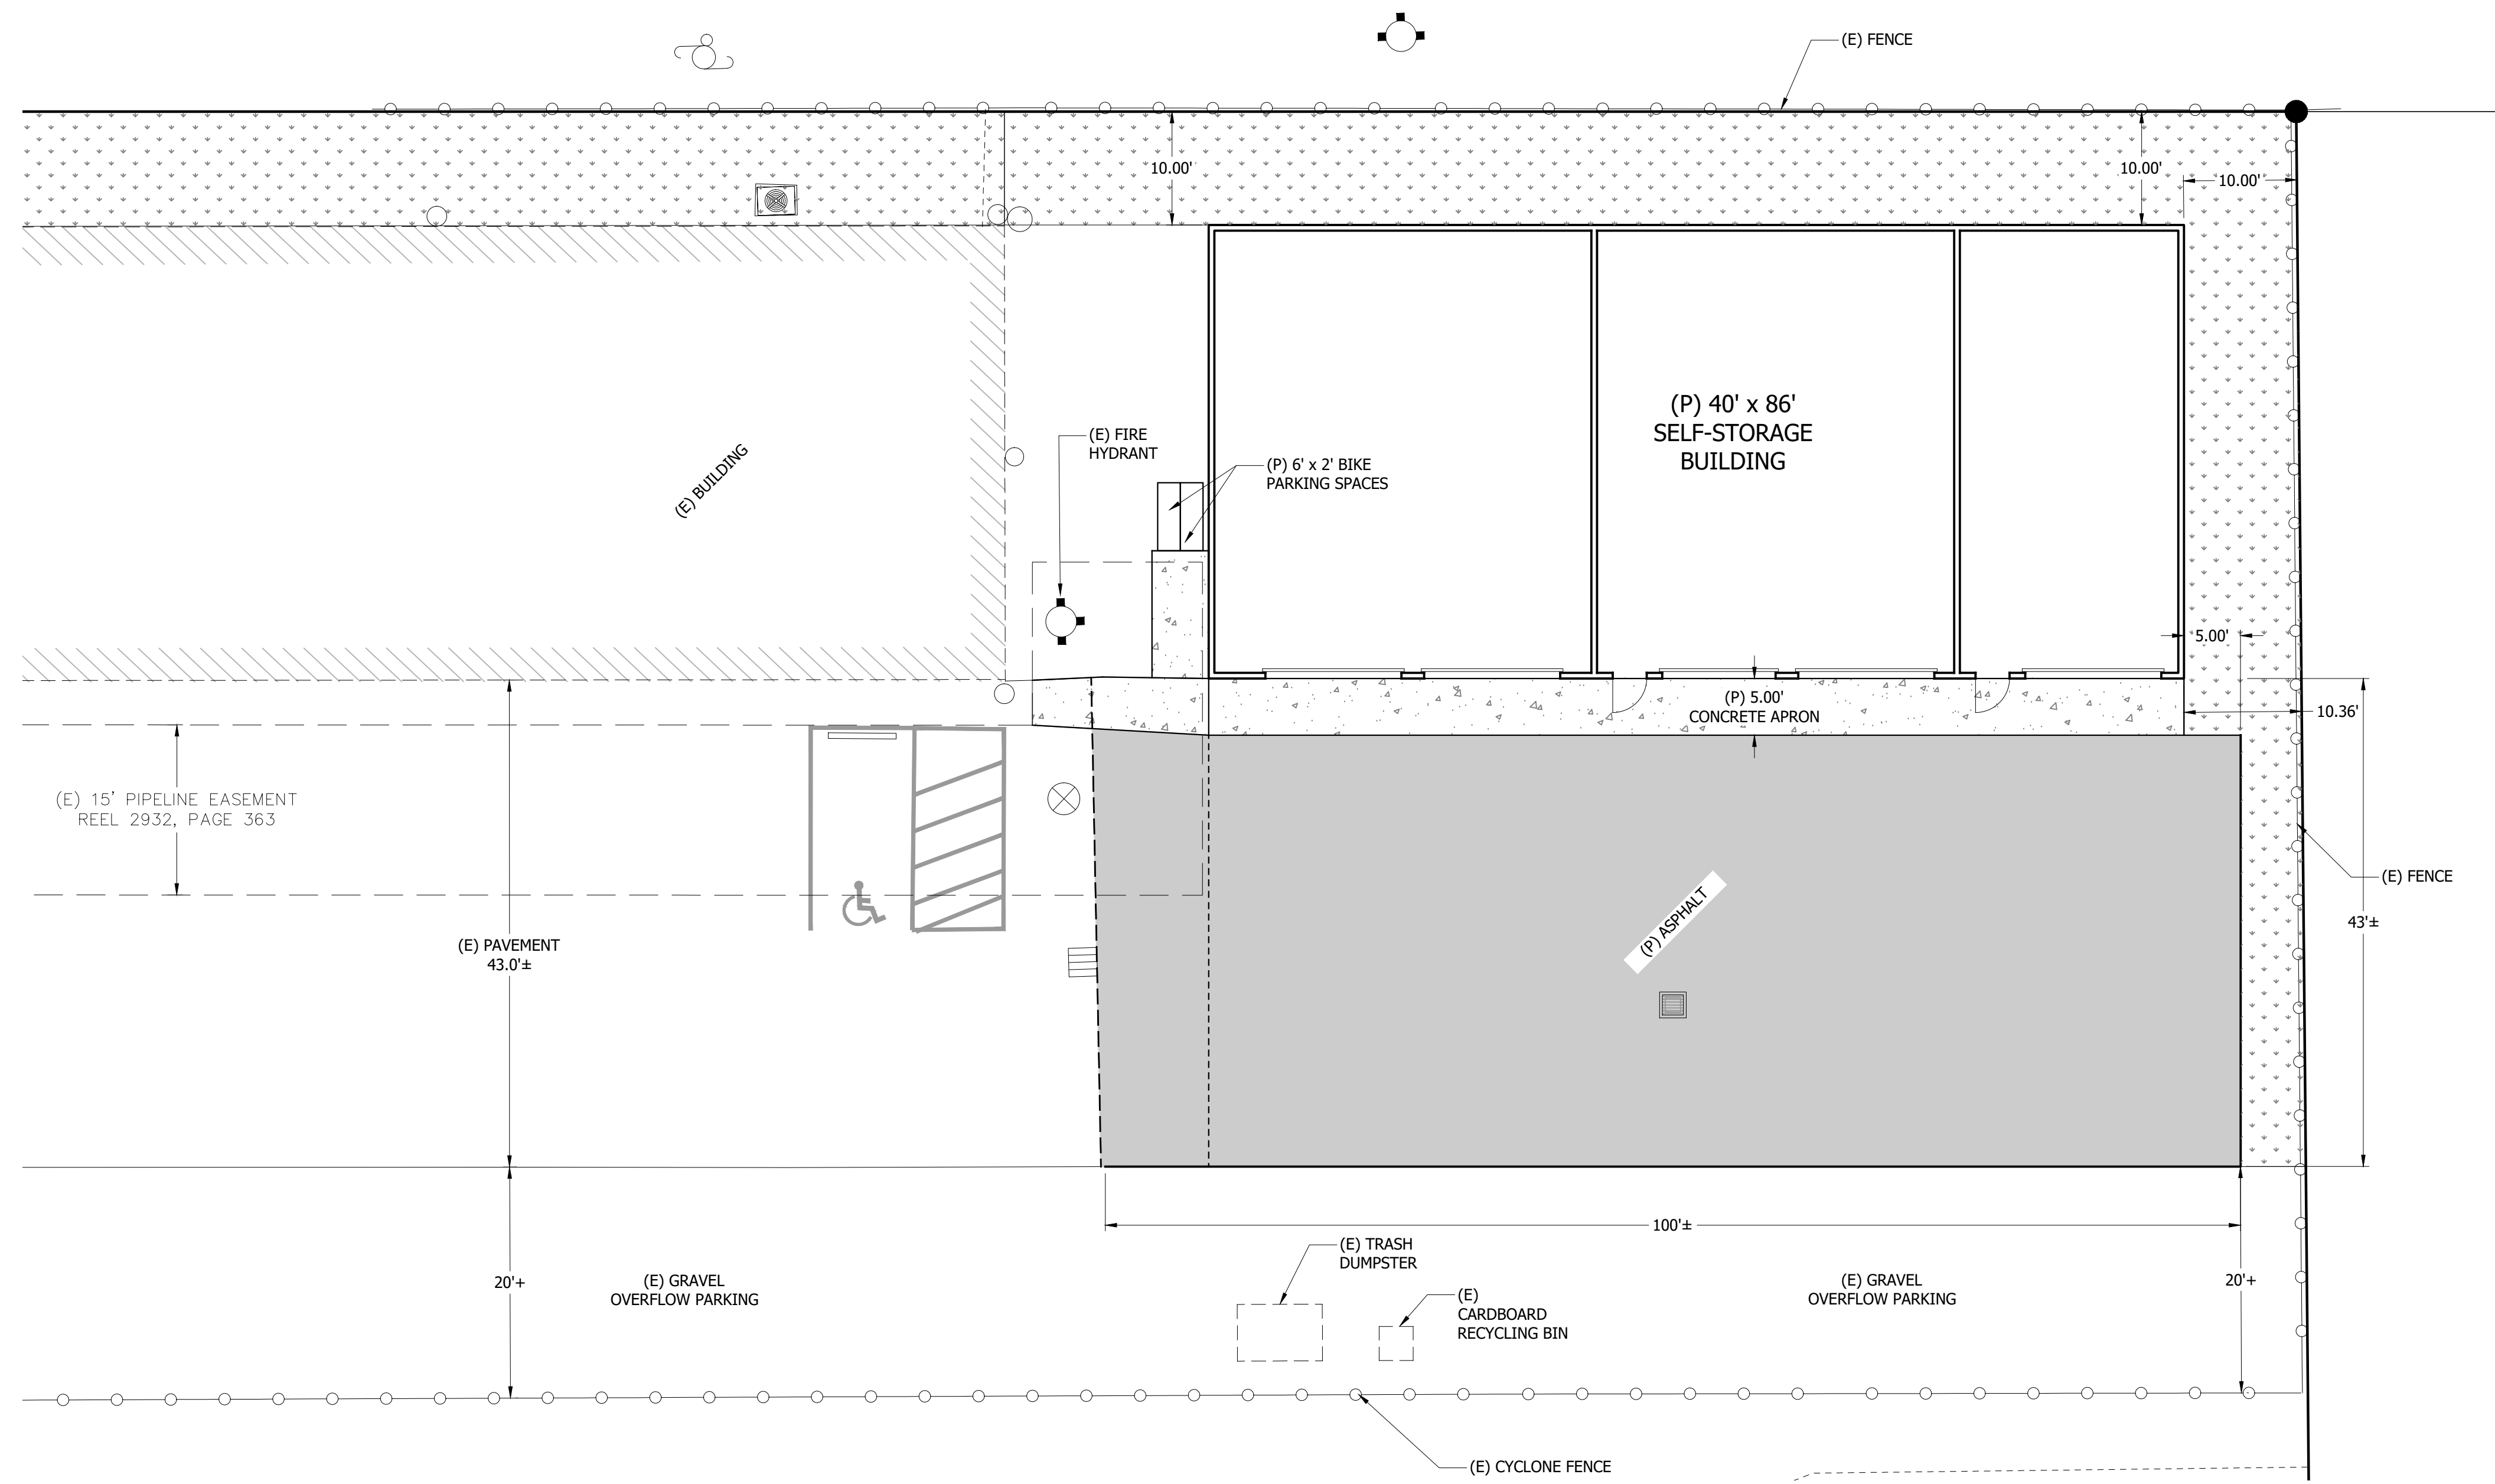 (E) FENCE
10.00'
10.00'
10.00'
(P) 40' x 86'
SELF-STORAGE
BUILDING
(E) FIRE
HYDRANT
(P) 6' x 2' BIKE
PARKING SPACES
(E) BUILDING
5.00'
(P) 5.00'
CONCRETE APRON
10.36'
(E) 15' PIPELINE EASEMENT
REEL 2932, PAGE 363
(E) FENCE
(P) ASPHALT
43'±
(E) PAVEMENT
43.0'±
100'±
(E) TRASH
DUMPSTER
20'+
(E) GRAVEL
OVERFLOW PARKING
(E)
CARDBOARD
RECYCLING BIN
(E) GRAVEL
OVERFLOW PARKING
20'+
(E) CYCLONE FENCE